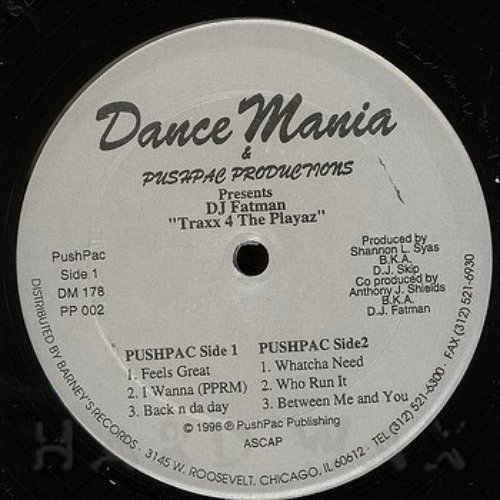 Dance Mania
&
PUSHPAC PRODUCTIONS
Presents
DJ Fatman
"Traxx 4 The Playaz"
PushPac
Side 1
DM 178
PP 002
Produced by
Shannon L. Syas
B.K.A.
D.J. Skip
Co produced by
Anthony J. Shields
B.K.A.
D.J. Fatman
PUSHPAC Side 1
1. Feels Great
2. I Wanna (PPRM)
3. Back n da day
PUSHPAC Side2
1. Whatcha Need
2. Who Run It
3. Between Me and You
© 1996 ℗ PushPac Publishing
ASCAP
DISTRIBUTED BY BARNEY'S RECORDS · 3145 W. ROOSEVELT, CHICAGO, IL 60612 · TEL (312) 521-6300 · FAX (312) 521-6930
HARDWAX